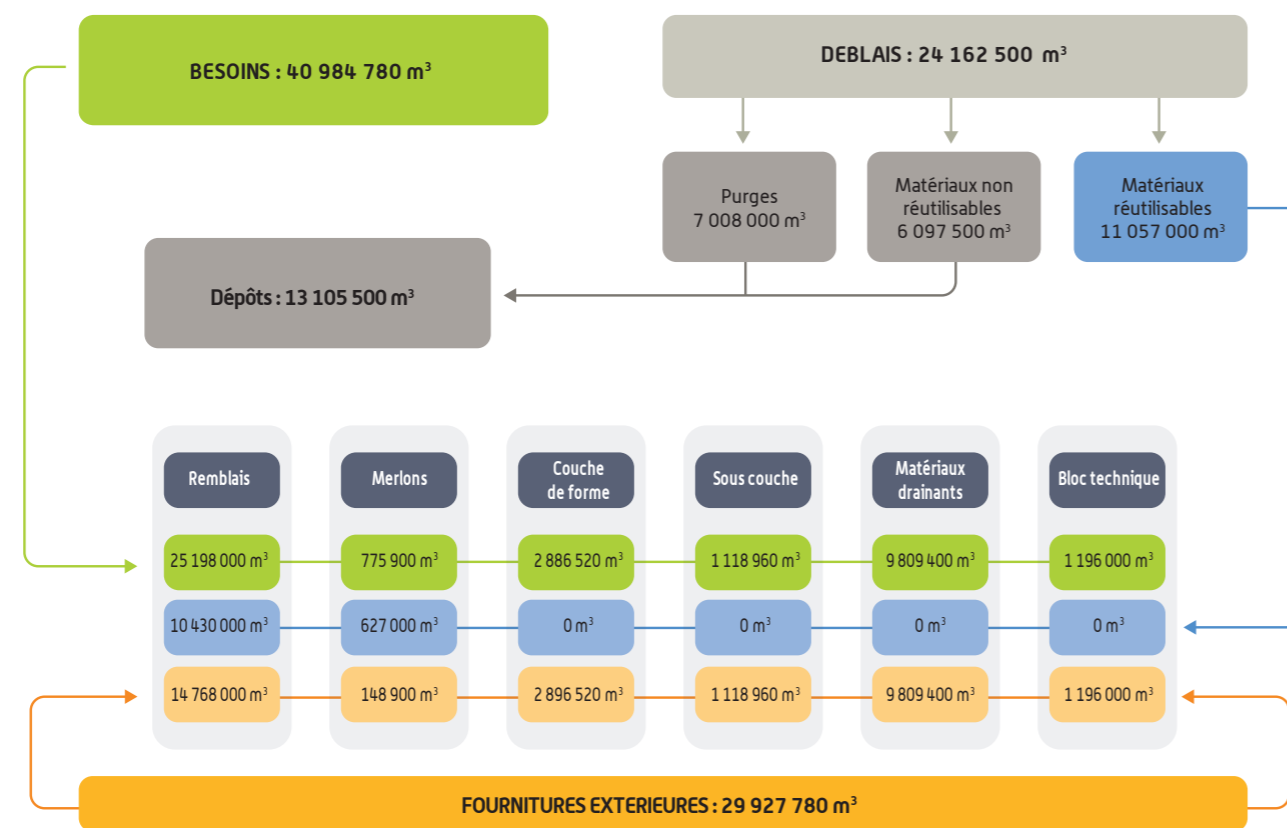 BESOINS : 40 984 780 m³
DEBLAIS : 24 162 500 m³
Purges
7 008 000 m³
Matériaux non
réutilisables
6 097 500 m³
Matériaux
réutilisables
11 057 000 m³
Dépôts : 13 105 500 m³
Remblais
Merlons
Couche
de forme
Sous couche
Matériaux
drainants
Bloc technique
25 198 000 m³
775 900 m³
2 886 520 m³
1 118 960 m³
9 809 400 m³
1 196 000 m³
10 430 000 m³
627 000 m³
0 m³
0 m³
0 m³
0 m³
14 768 000 m³
148 900 m³
2 896 520 m³
1 118 960 m³
9 809 400 m³
1 196 000 m³
FOURNITURES EXTERIEURES : 29 927 780 m³